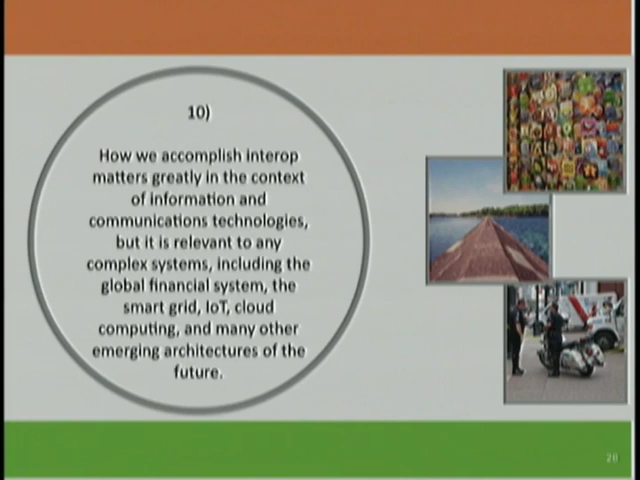 10)
How we accomplish interop
matters greatly in the context
of information and
communications technologies,
but it is relevant to any
complex systems, including the
global financial system, the
smart grid, IoT, cloud
computing, and many other
emerging architectures of the
future.